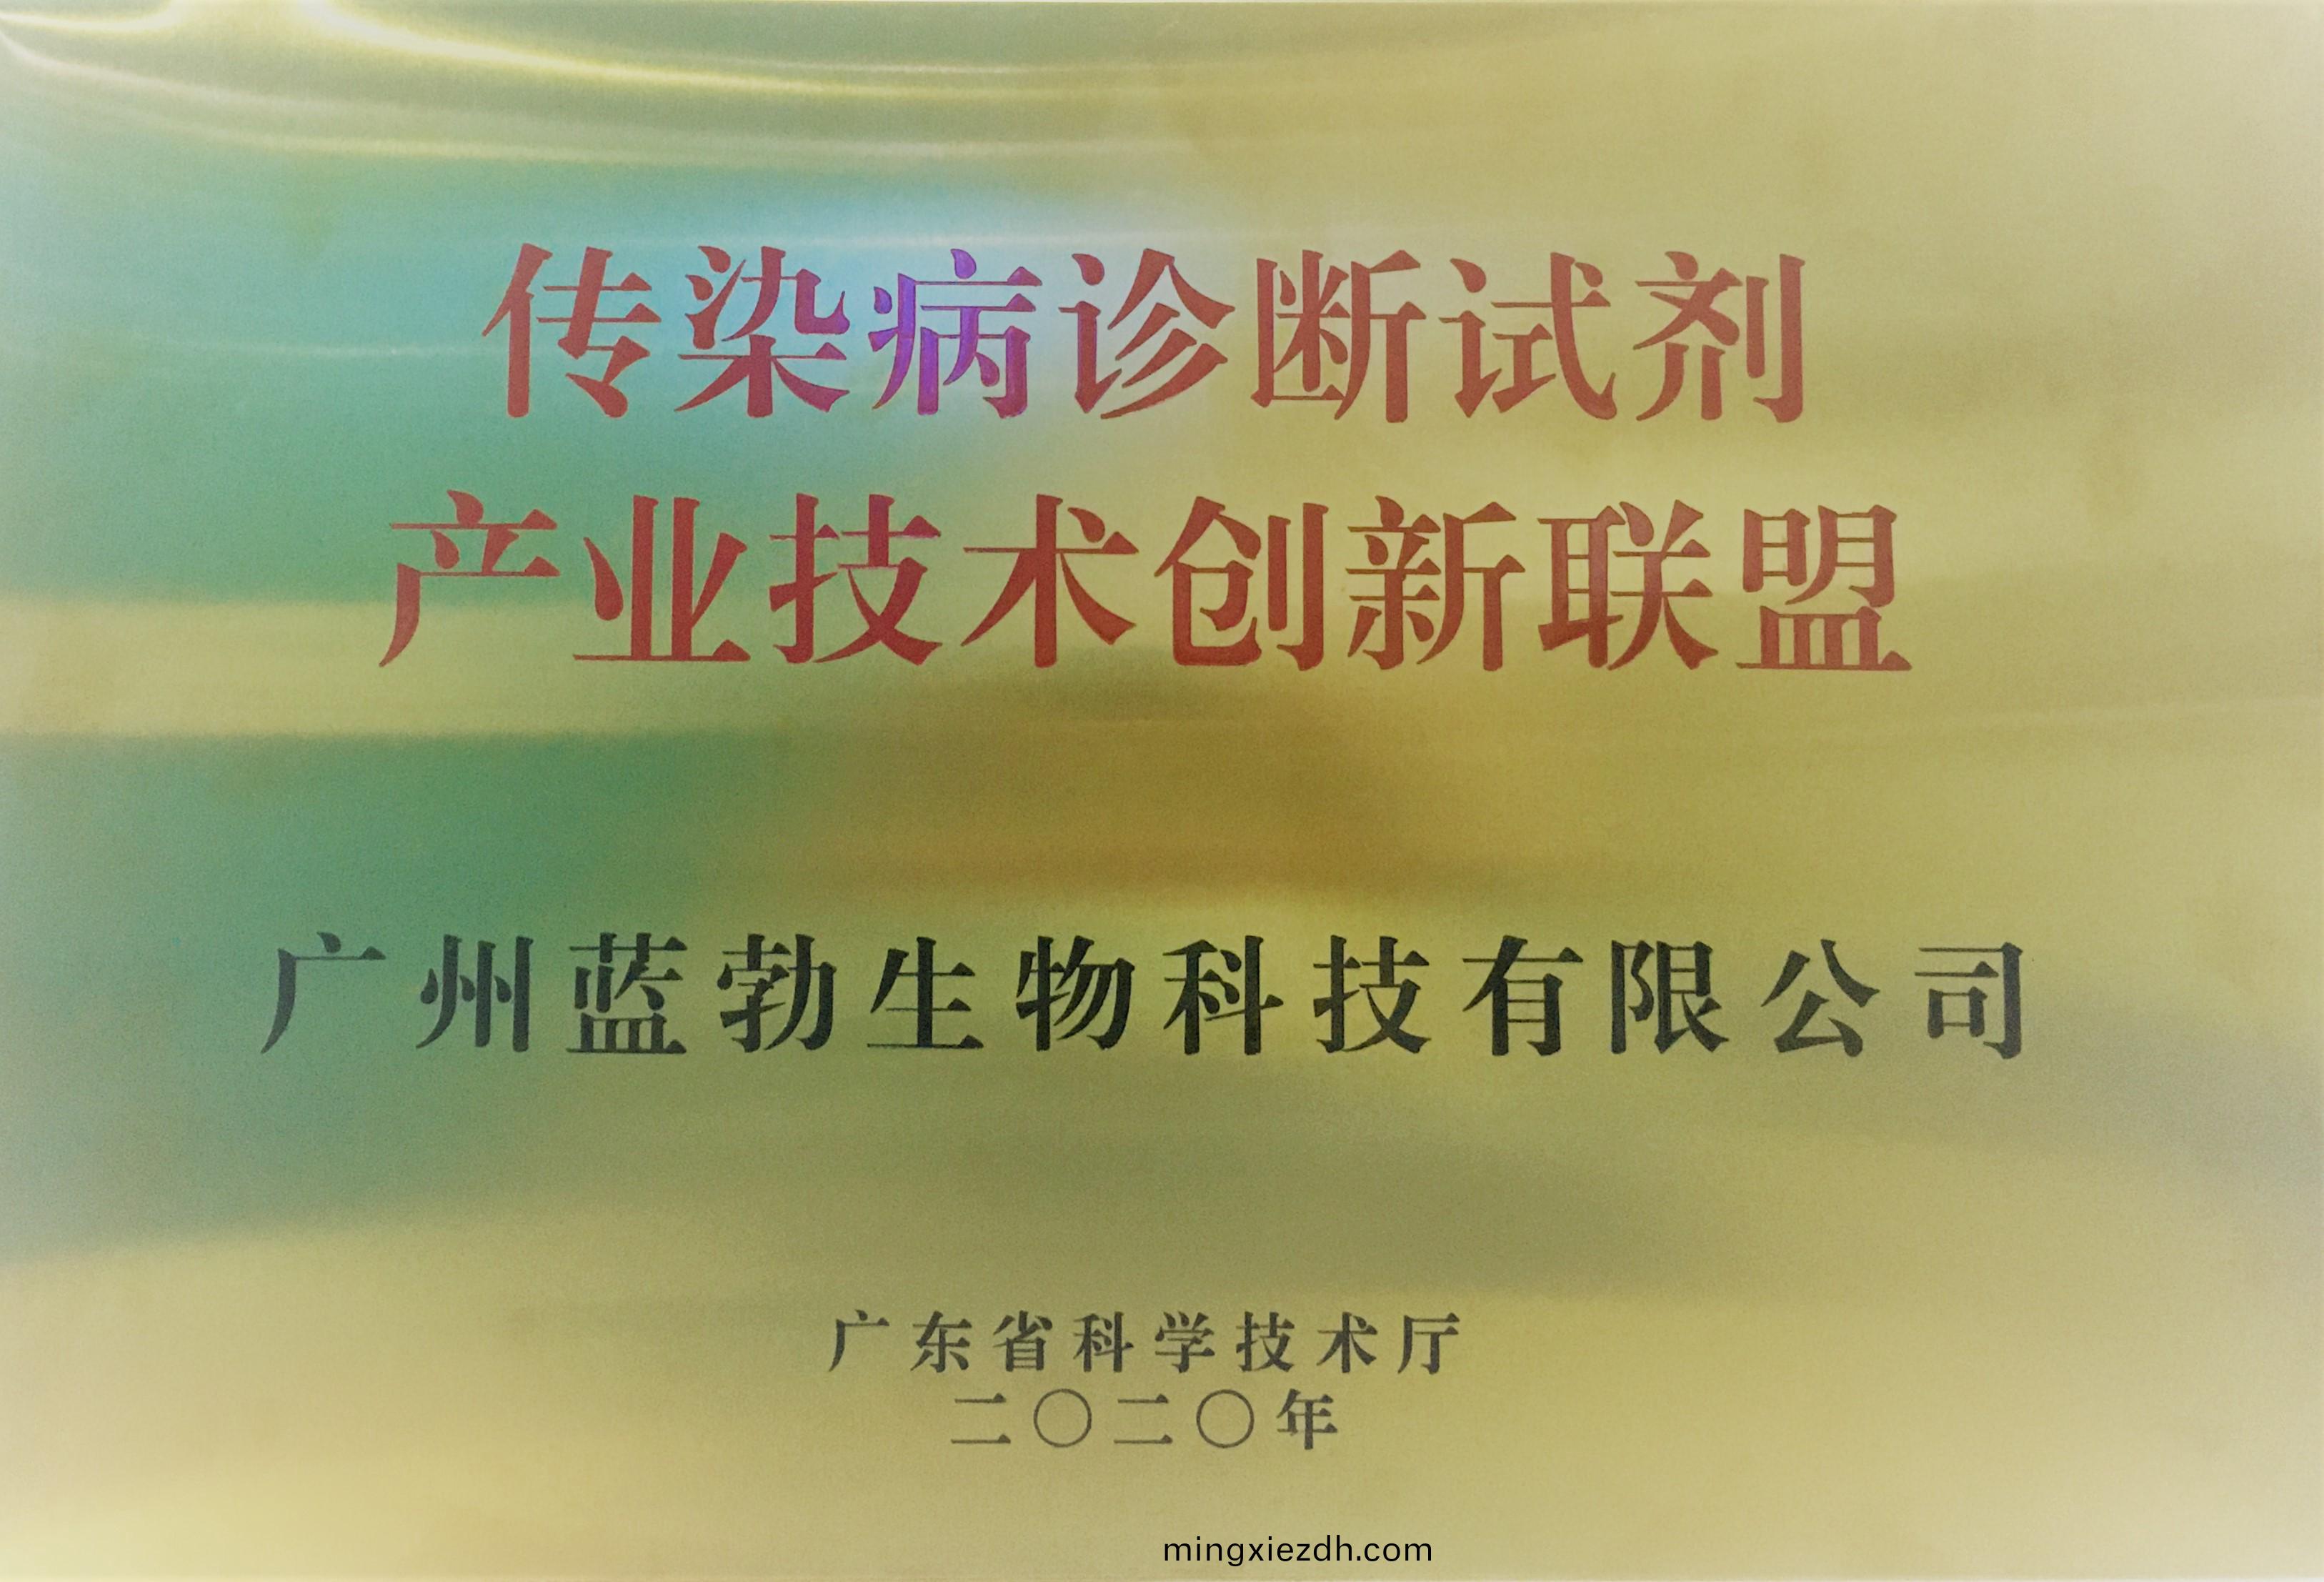 传染病诊断试剂
产业技术创新联盟
广州蓝勃生物科技有限公司
广东省科学技术厅
二〇二〇年
mingxiezdh.com